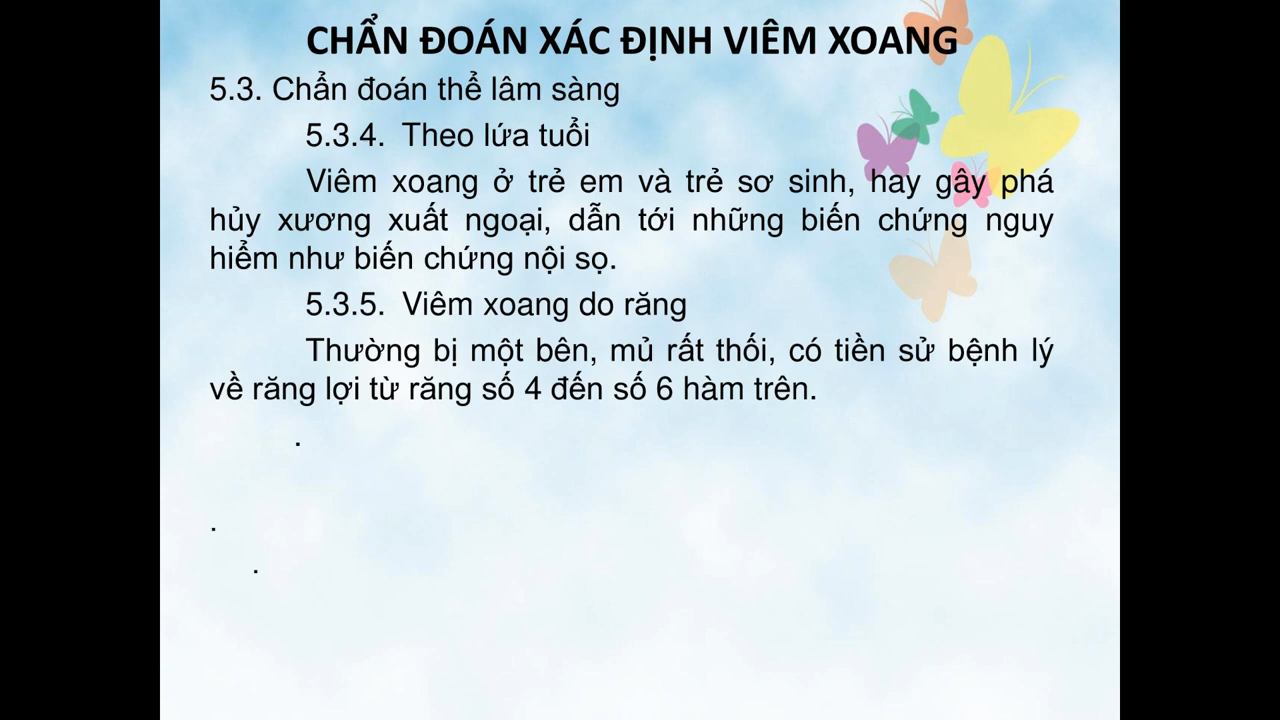 CHẨN ĐOÁN XÁC ĐỊNH VIÊM XOANG
5.3. Chẩn đoán thể lâm sàng
5.3.4. Theo lứa tuổi
Viêm xoang ở trẻ em và trẻ sơ sinh, hay gây phá
hủy xương xuất ngoại, dẫn tới những biến chứng nguy
hiểm như biến chứng nội sọ.
5.3.5. Viêm xoang do răng
Thường bị một bên, mủ rất thối, có tiền sử bệnh lý
về răng lợi từ răng số 4 đến số 6 hàm trên.
.
.
.